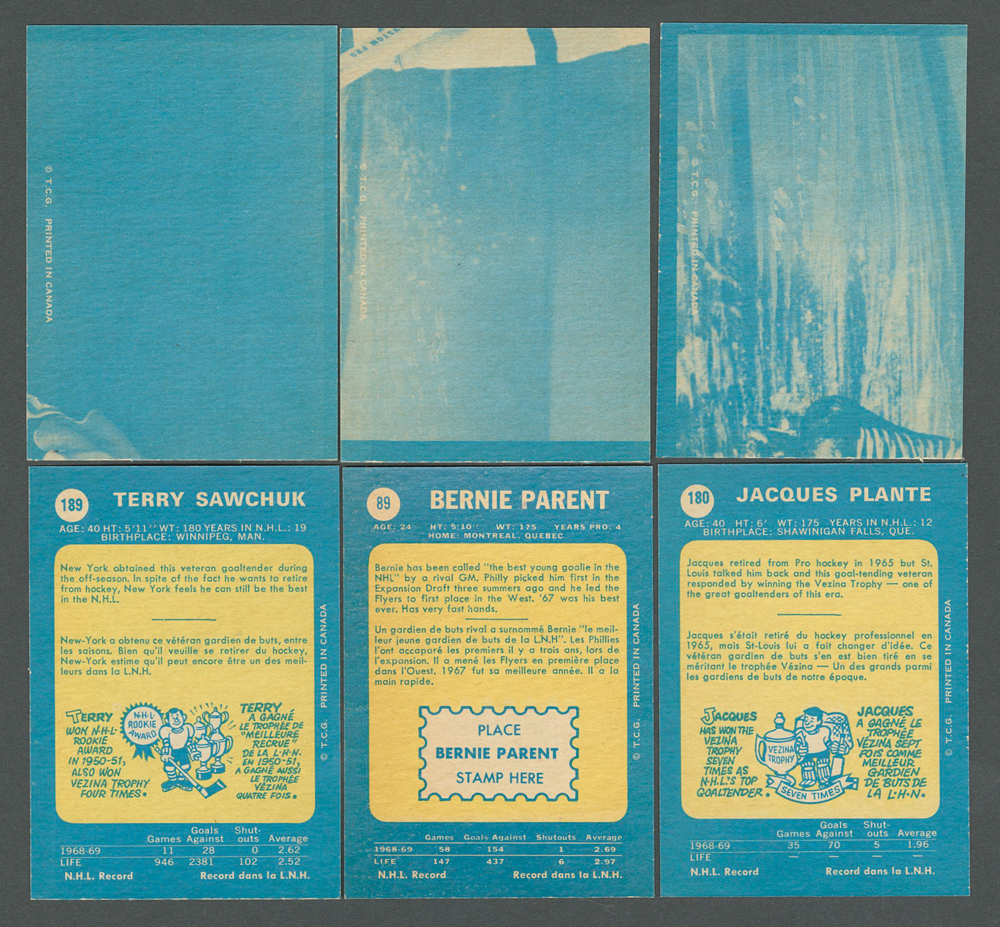 © T.C.G. PRINTED IN CANADA
© T.C.G. PRINTED IN CANADA
© T.C.G. PRINTED IN CANADA
189
TERRY SAWCHUK
AGE: 40 HT: 5'11'' WT: 180 YEARS IN N.H.L.: 19
BIRTHPLACE: WINNIPEG, MAN.
New York obtained this veteran goaltender during
the off-season. In spite of the fact he wants to retire
from hockey, New York feels he can still be the best
in the N.H.L.
New-York a obtenu ce vétéran gardien de buts, entre
les saisons. Bien qu'il veuille se retirer du hockey,
New-York estime qu'il peut encore être un des meil-
leurs dans la L.N.H.
TERRY
WON N·H·L
ROOKIE
AWARD
IN 1950-51,
ALSO WON
VEZINA TROPHY
FOUR TIMES.
N·H·L
ROOKIE
AWARD
TERRY
A GAGNÉ
LE TROPHÉE DE
"MEILLEURE
RECRUE"
DE LA L·H·N.
EN 1950-51,
A GAGNÉ AUSSI
LE TROPHÉE
VÉZINA
QUATRE FOIS.
© T.C.G. PRINTED IN CANADA
Games Goals Against Shut-outs Average
1968-69 11 28 0 2.62
LIFE 946 2381 102 2.52
N.H.L. Record Record dans la L.N.H.
89
BERNIE PARENT
AGE: 24 HT: 5'10'' WT: 175 YEARS PRO: 4
HOME: MONTREAL, QUEBEC
Bernie has been called "the best young goalie in the
NHL" by a rival GM. Philly picked him first in the
Expansion Draft three summers ago and he led the
Flyers to first place in the West. '67 was his best
ever. Has very fast hands.
Un gardien de buts rival a surnommé Bernie "le meil-
leur jeune gardien de buts de la L.N.H". Les Phillies
l'ont accaparé les premiers il y a trois ans, lors de
l'expansion. Il a mené les Flyers en première place
dans l'Ouest. 1967 fut sa meilleure année. Il a la
main rapide.
PLACE
BERNIE PARENT
STAMP HERE
© T.C.G. PRINTED IN CANADA
Games Goals Against Shutouts Average
1968-69 58 154 1 2.69
LIFE 147 437 6 2.97
N.H.L. Record Record dans la L.N.H.
180
JACQUES PLANTE
AGE: 40 HT: 6' WT: 175 YEARS IN N.H.L.: 12
BIRTHPLACE: SHAWINIGAN FALLS, QUE.
Jacques retired from Pro hockey in 1965 but St.
Louis talked him back and this goal-tending veteran
responded by winning the Vezina Trophy — one of
the great goaltenders of this era.
Jacques s'était retiré du hockey professionnel en
1965, mais St-Louis lui a fait changer d'idée. Ce
vétéran gardien de buts s'en est bien tiré en se
méritant le trophée Vézina — Un des grands parmi
les gardiens de buts de notre époque.
JACQUES
HAS WON THE
VEZINA
TROPHY
SEVEN
TIMES AS
N·H·L'S TOP
GOALTENDER.
VEZINA
TROPHY
SEVEN TIMES
JACQUES
A GAGNÉ LE
TROPHÉE
VÉZINA SEPT
FOIS COMME
MEILLEUR
GARDIEN
DE BUTS DE
LA L·H·N.
© T.C.G. PRINTED IN CANADA
Games Goals Against Shut-outs Average
1968-69 35 70 5 1.96
LIFE — — — —
N.H.L. Record Record dans la L.N.H.